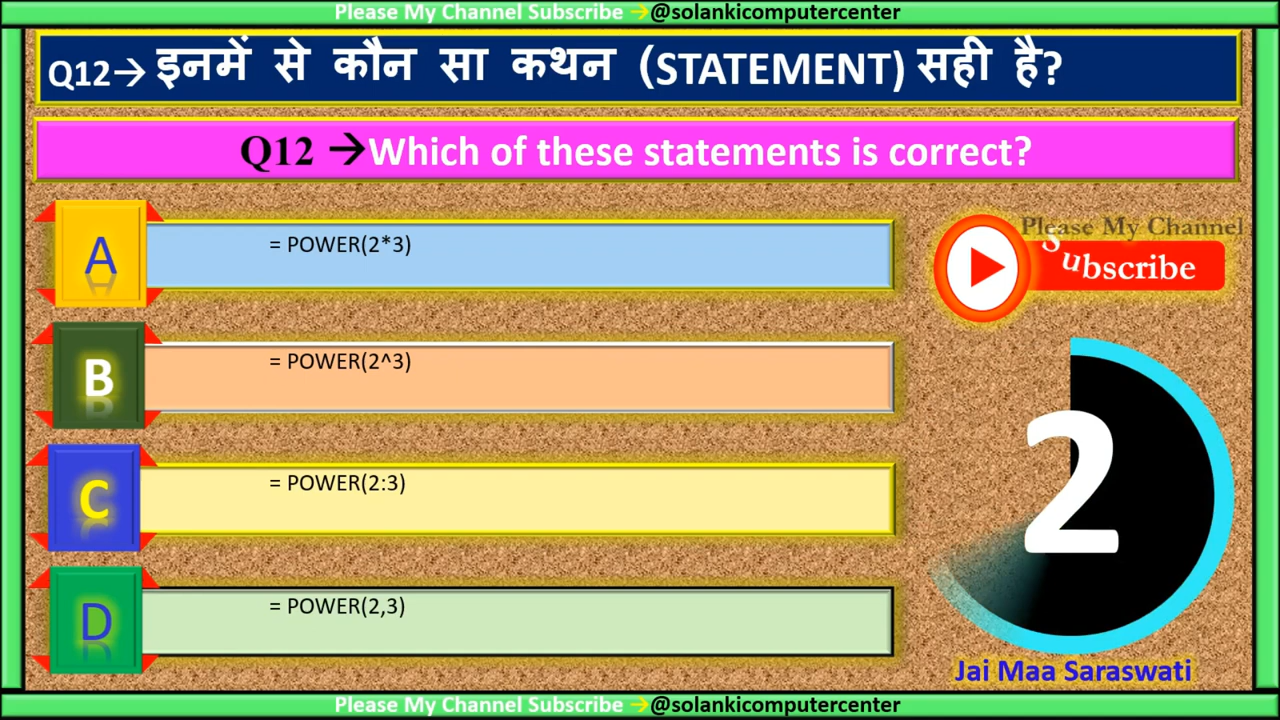 Please My Channel Subscribe →@solankicomputercenter
Q12→ इनमें से कौन सा कथन (STATEMENT) सही है?
Q12 →Which of these statements is correct?
A
= POWER(2*3)
B
= POWER(2^3)
C
= POWER(2:3)
D
= POWER(2,3)
Please My Channel
Subscribe
2
Jai Maa Saraswati
Please My Channel Subscribe →@solankicomputercenter